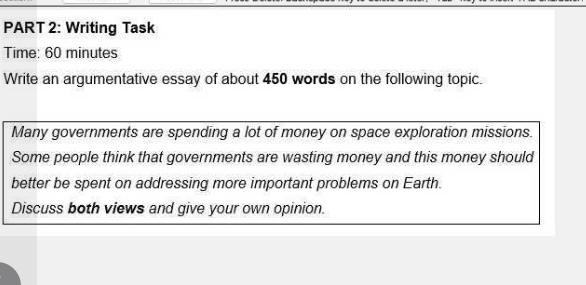 PART 2: Writing Task
Time: 60 minutes
Write an argumentative essay of about 450 words on the following topic.
Many governments are spending a lot of money on space exploration missions.
Some people think that governments are wasting money and this money should
better be spent on addressing more important problems on Earth.
Discuss both views and give your own opinion.